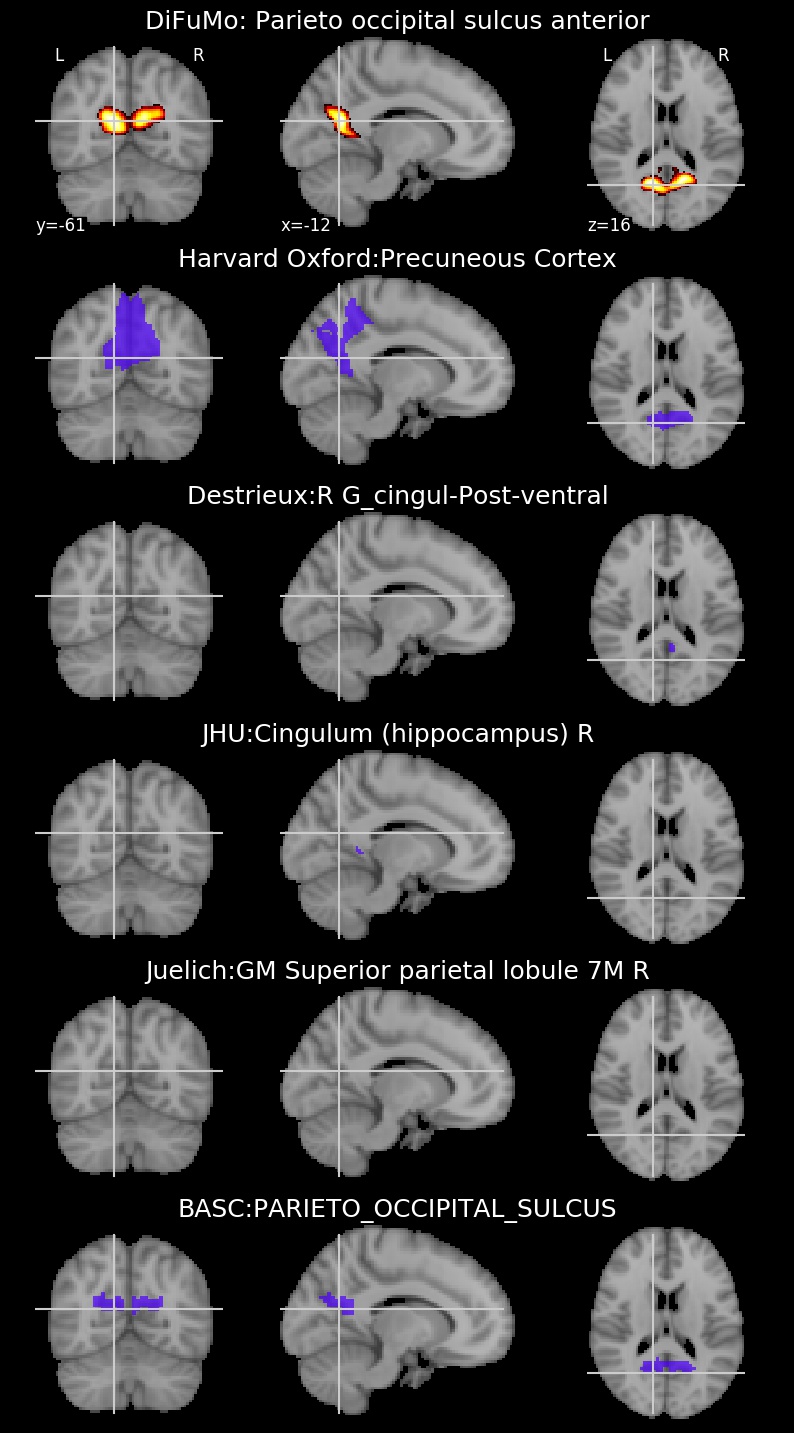 DiFuMo: Parieto occipital sulcus anterior
L R L R
y=-61 x=-12 z=16
Harvard Oxford:Precuneous Cortex
Destrieux:R G_cingul-Post-ventral
JHU:Cingulum (hippocampus) R
Juelich:GM Superior parietal lobule 7M R
BASC:PARIETO_OCCIPITAL_SULCUS